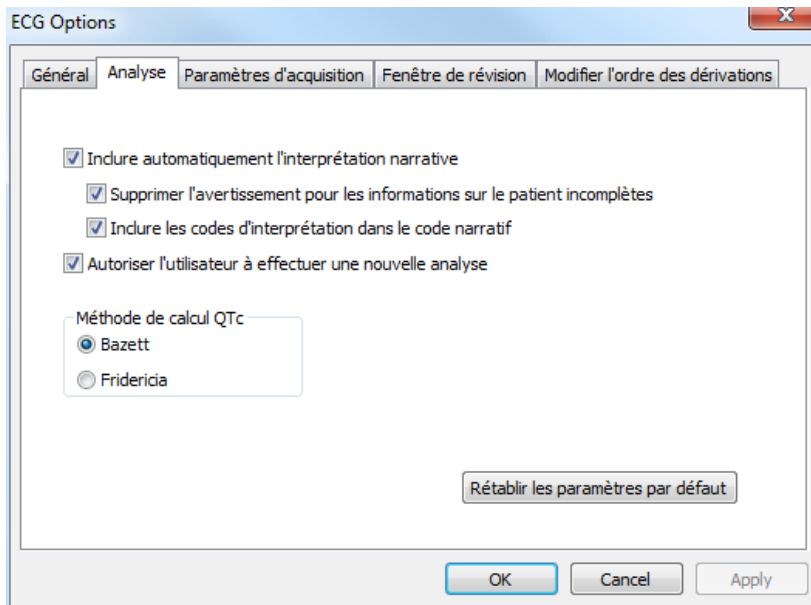 ECG Options
Général Analyse Paramètres d'acquisition Fenêtre de révision Modifier l'ordre des dérivations
Inclure automatiquement l'interprétation narrative
Supprimer l'avertissement pour les informations sur le patient incomplètes
Inclure les codes d'interprétation dans le code narratif
Autoriser l'utilisateur à effectuer une nouvelle analyse
Méthode de calcul QTc
Bazett
Fridericia
Rétablir les paramètres par défaut
OK Cancel Apply